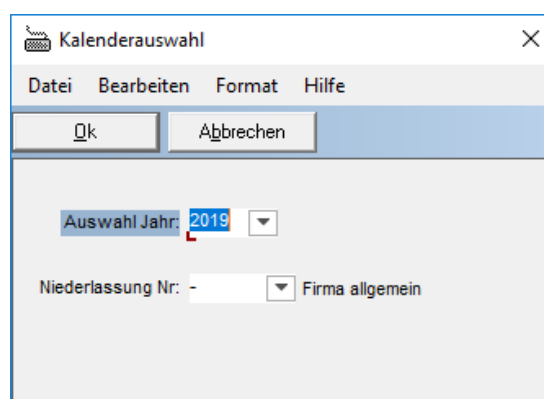 Kalenderauswahl
Datei Bearbeiten Format Hilfe
Ok Abbrechen
Auswahl Jahr: 2019
Niederlassung Nr: - Firma allgemein